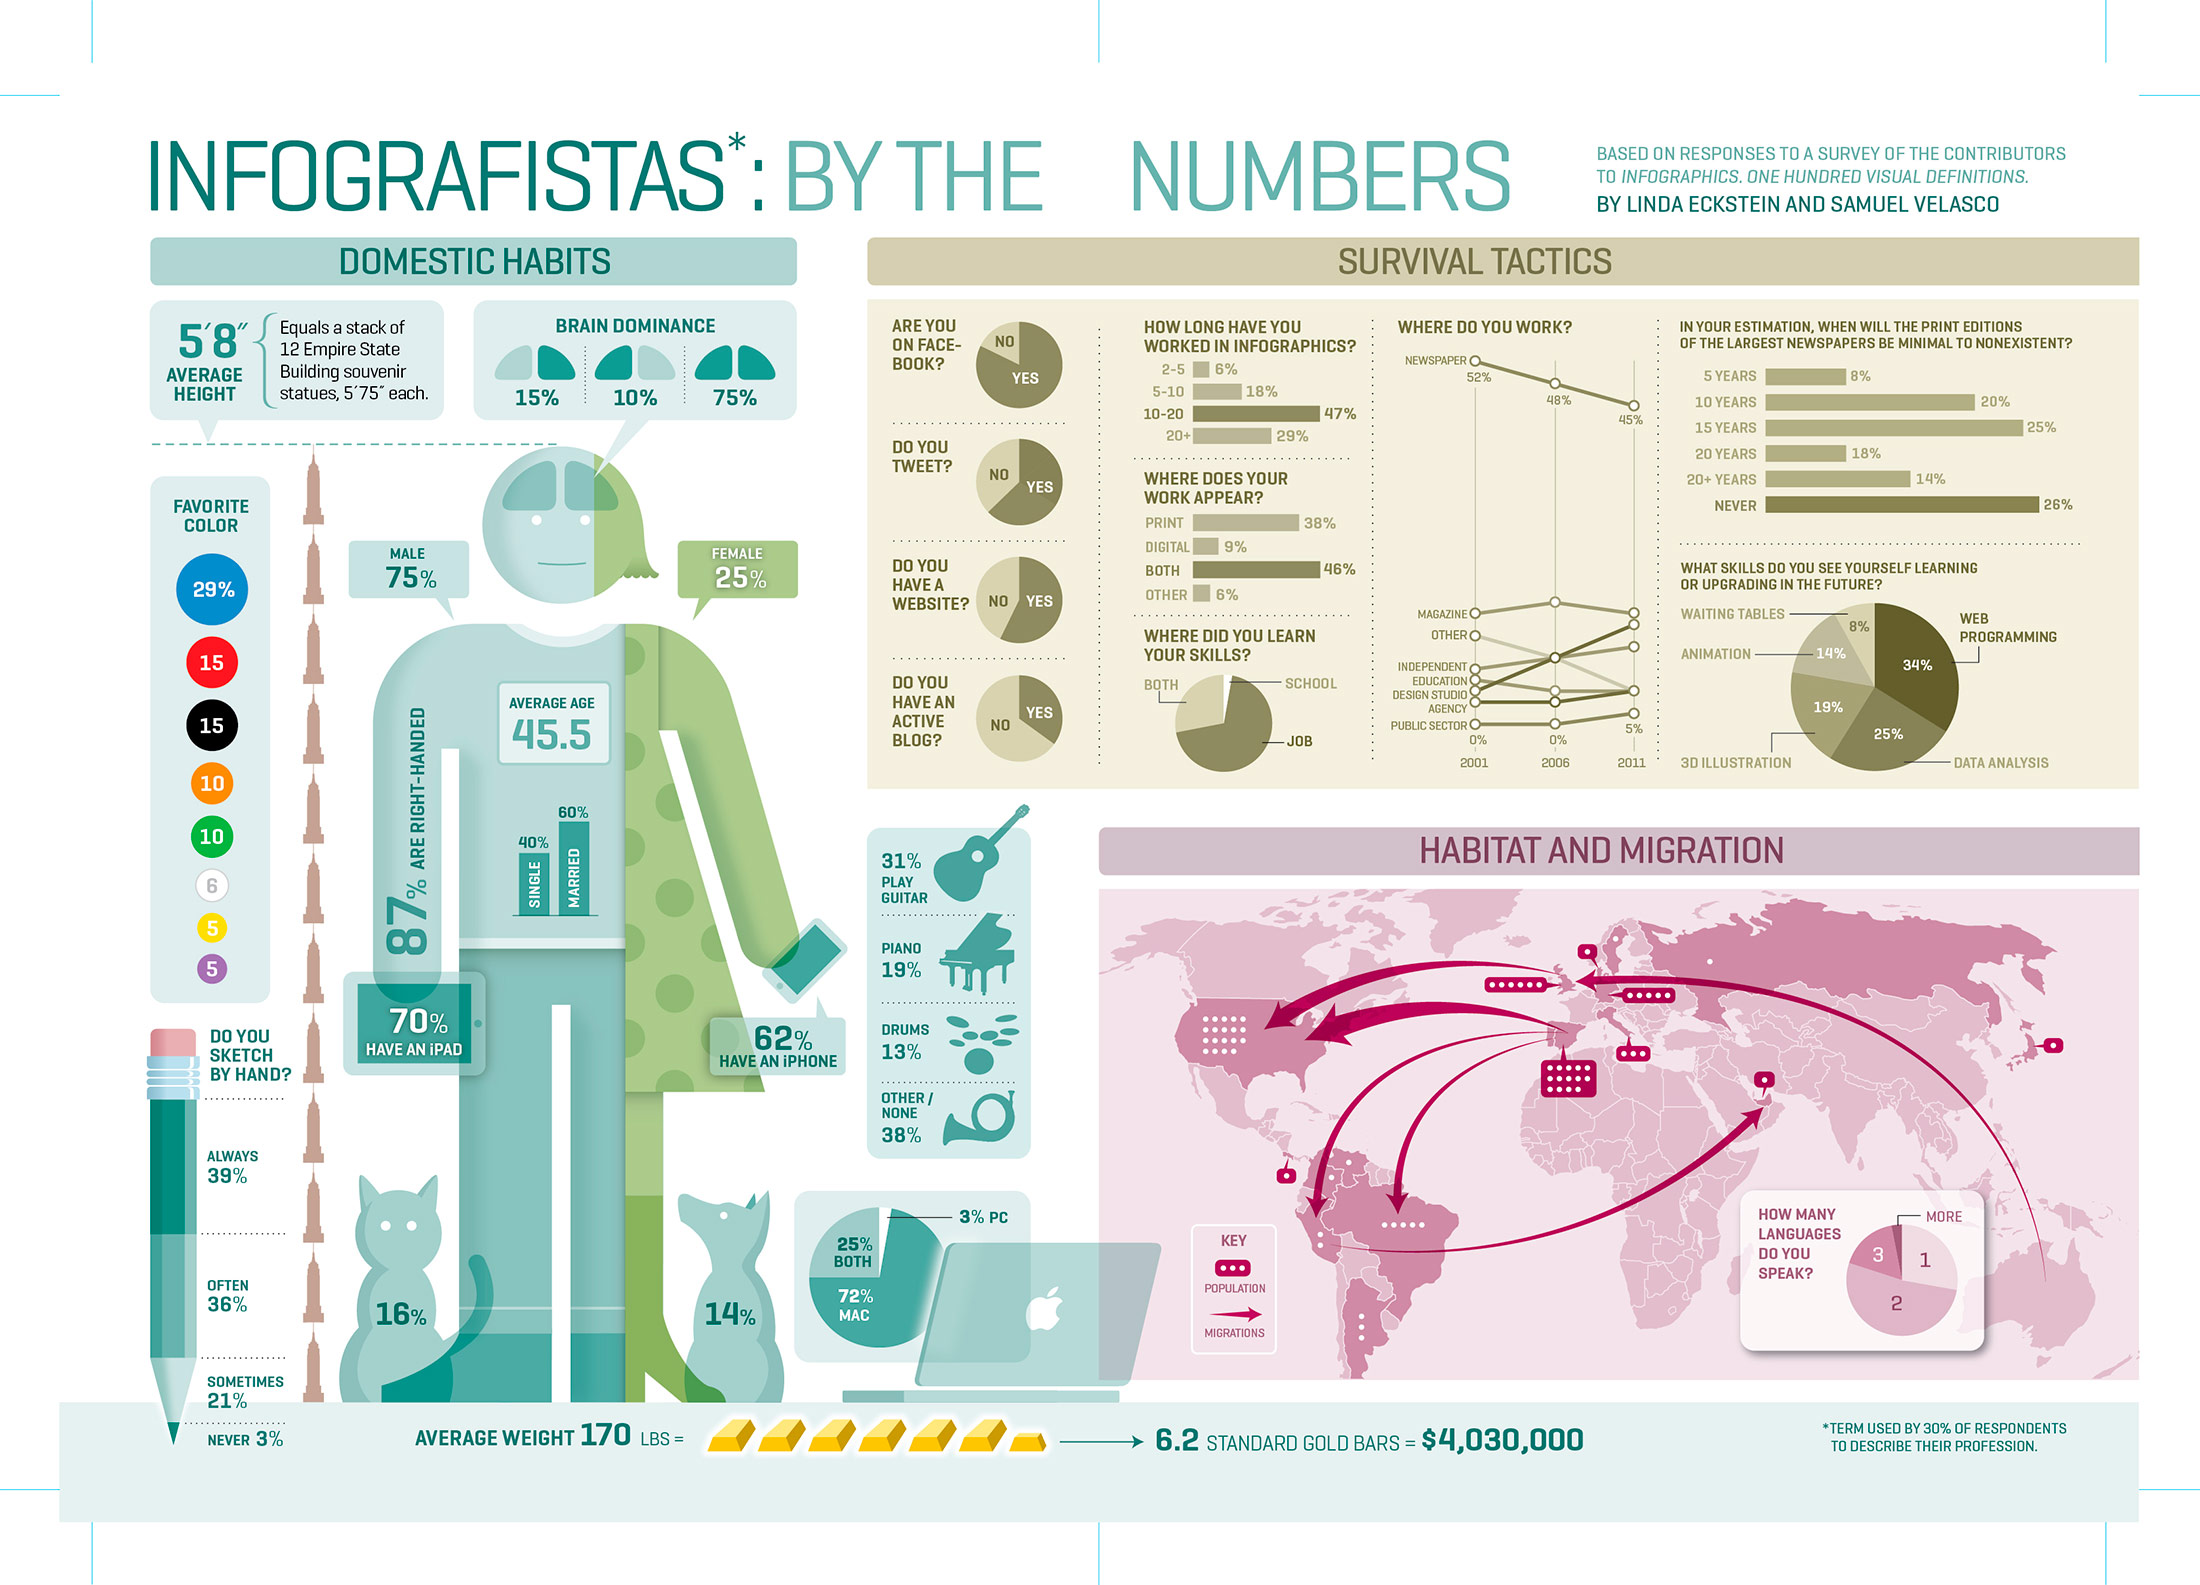 INFOGRAFISTAS*: BY THE NUMBERS
BASED ON RESPONSES TO A SURVEY OF THE CONTRIBUTORS
TO INFOGRAPHICS. ONE HUNDRED VISUAL DEFINITIONS.
BY LINDA ECKSTEIN AND SAMUEL VELASCO
DOMESTIC HABITS
5′8″
AVERAGE
HEIGHT
Equals a stack of
12 Empire State
Building souvenir
statues, 5′75″ each.
BRAIN DOMINANCE
15%
10%
75%
FAVORITE
COLOR
29%
15
15
10
10
6
5
5
MALE
75%
FEMALE
25%
AVERAGE AGE
45.5
87% ARE RIGHT-HANDED
40%
SINGLE
60%
MARRIED
70%
HAVE AN iPAD
62%
HAVE AN iPHONE
DO YOU
SKETCH
BY HAND?
ALWAYS
39%
OFTEN
36%
SOMETIMES
21%
NEVER 3%
16%
14%
31%
PLAY
GUITAR
PIANO
19%
DRUMS
13%
OTHER /
NONE
38%
3% PC
25%
BOTH
72%
MAC
AVERAGE WEIGHT 170 LBS =
6.2 STANDARD GOLD BARS = $4,030,000
SURVIVAL TACTICS
ARE YOU
ON FACE-
BOOK?
NO
YES
DO YOU
TWEET?
NO
YES
DO YOU
HAVE A
WEBSITE?
NO
YES
DO YOU
HAVE AN
ACTIVE
BLOG?
NO
YES
HOW LONG HAVE YOU
WORKED IN INFOGRAPHICS?
2-5 6%
5-10 18%
10-20 47%
20+ 29%
WHERE DOES YOUR
WORK APPEAR?
PRINT 38%
DIGITAL 9%
BOTH 46%
OTHER 6%
WHERE DID YOU LEARN
YOUR SKILLS?
BOTH
SCHOOL
JOB
WHERE DO YOU WORK?
NEWSPAPER
52%
48%
45%
MAGAZINE
OTHER
INDEPENDENT
EDUCATION
DESIGN STUDIO
AGENCY
PUBLIC SECTOR
0%
0%
5%
2001
2006
2011
IN YOUR ESTIMATION, WHEN WILL THE PRINT EDITIONS
OF THE LARGEST NEWSPAPERS BE MINIMAL TO NONEXISTENT?
5 YEARS 8%
10 YEARS 20%
15 YEARS 25%
20 YEARS 18%
20+ YEARS 14%
NEVER 26%
WHAT SKILLS DO YOU SEE YOURSELF LEARNING
OR UPGRADING IN THE FUTURE?
WAITING TABLES
8%
WEB
PROGRAMMING
34%
ANIMATION
14%
19%
3D ILLUSTRATION
25%
DATA ANALYSIS
HABITAT AND MIGRATION
KEY
POPULATION
MIGRATIONS
HOW MANY
LANGUAGES
DO YOU
SPEAK?
MORE
3
1
2
*TERM USED BY 30% OF RESPONDENTS
TO DESCRIBE THEIR PROFESSION.